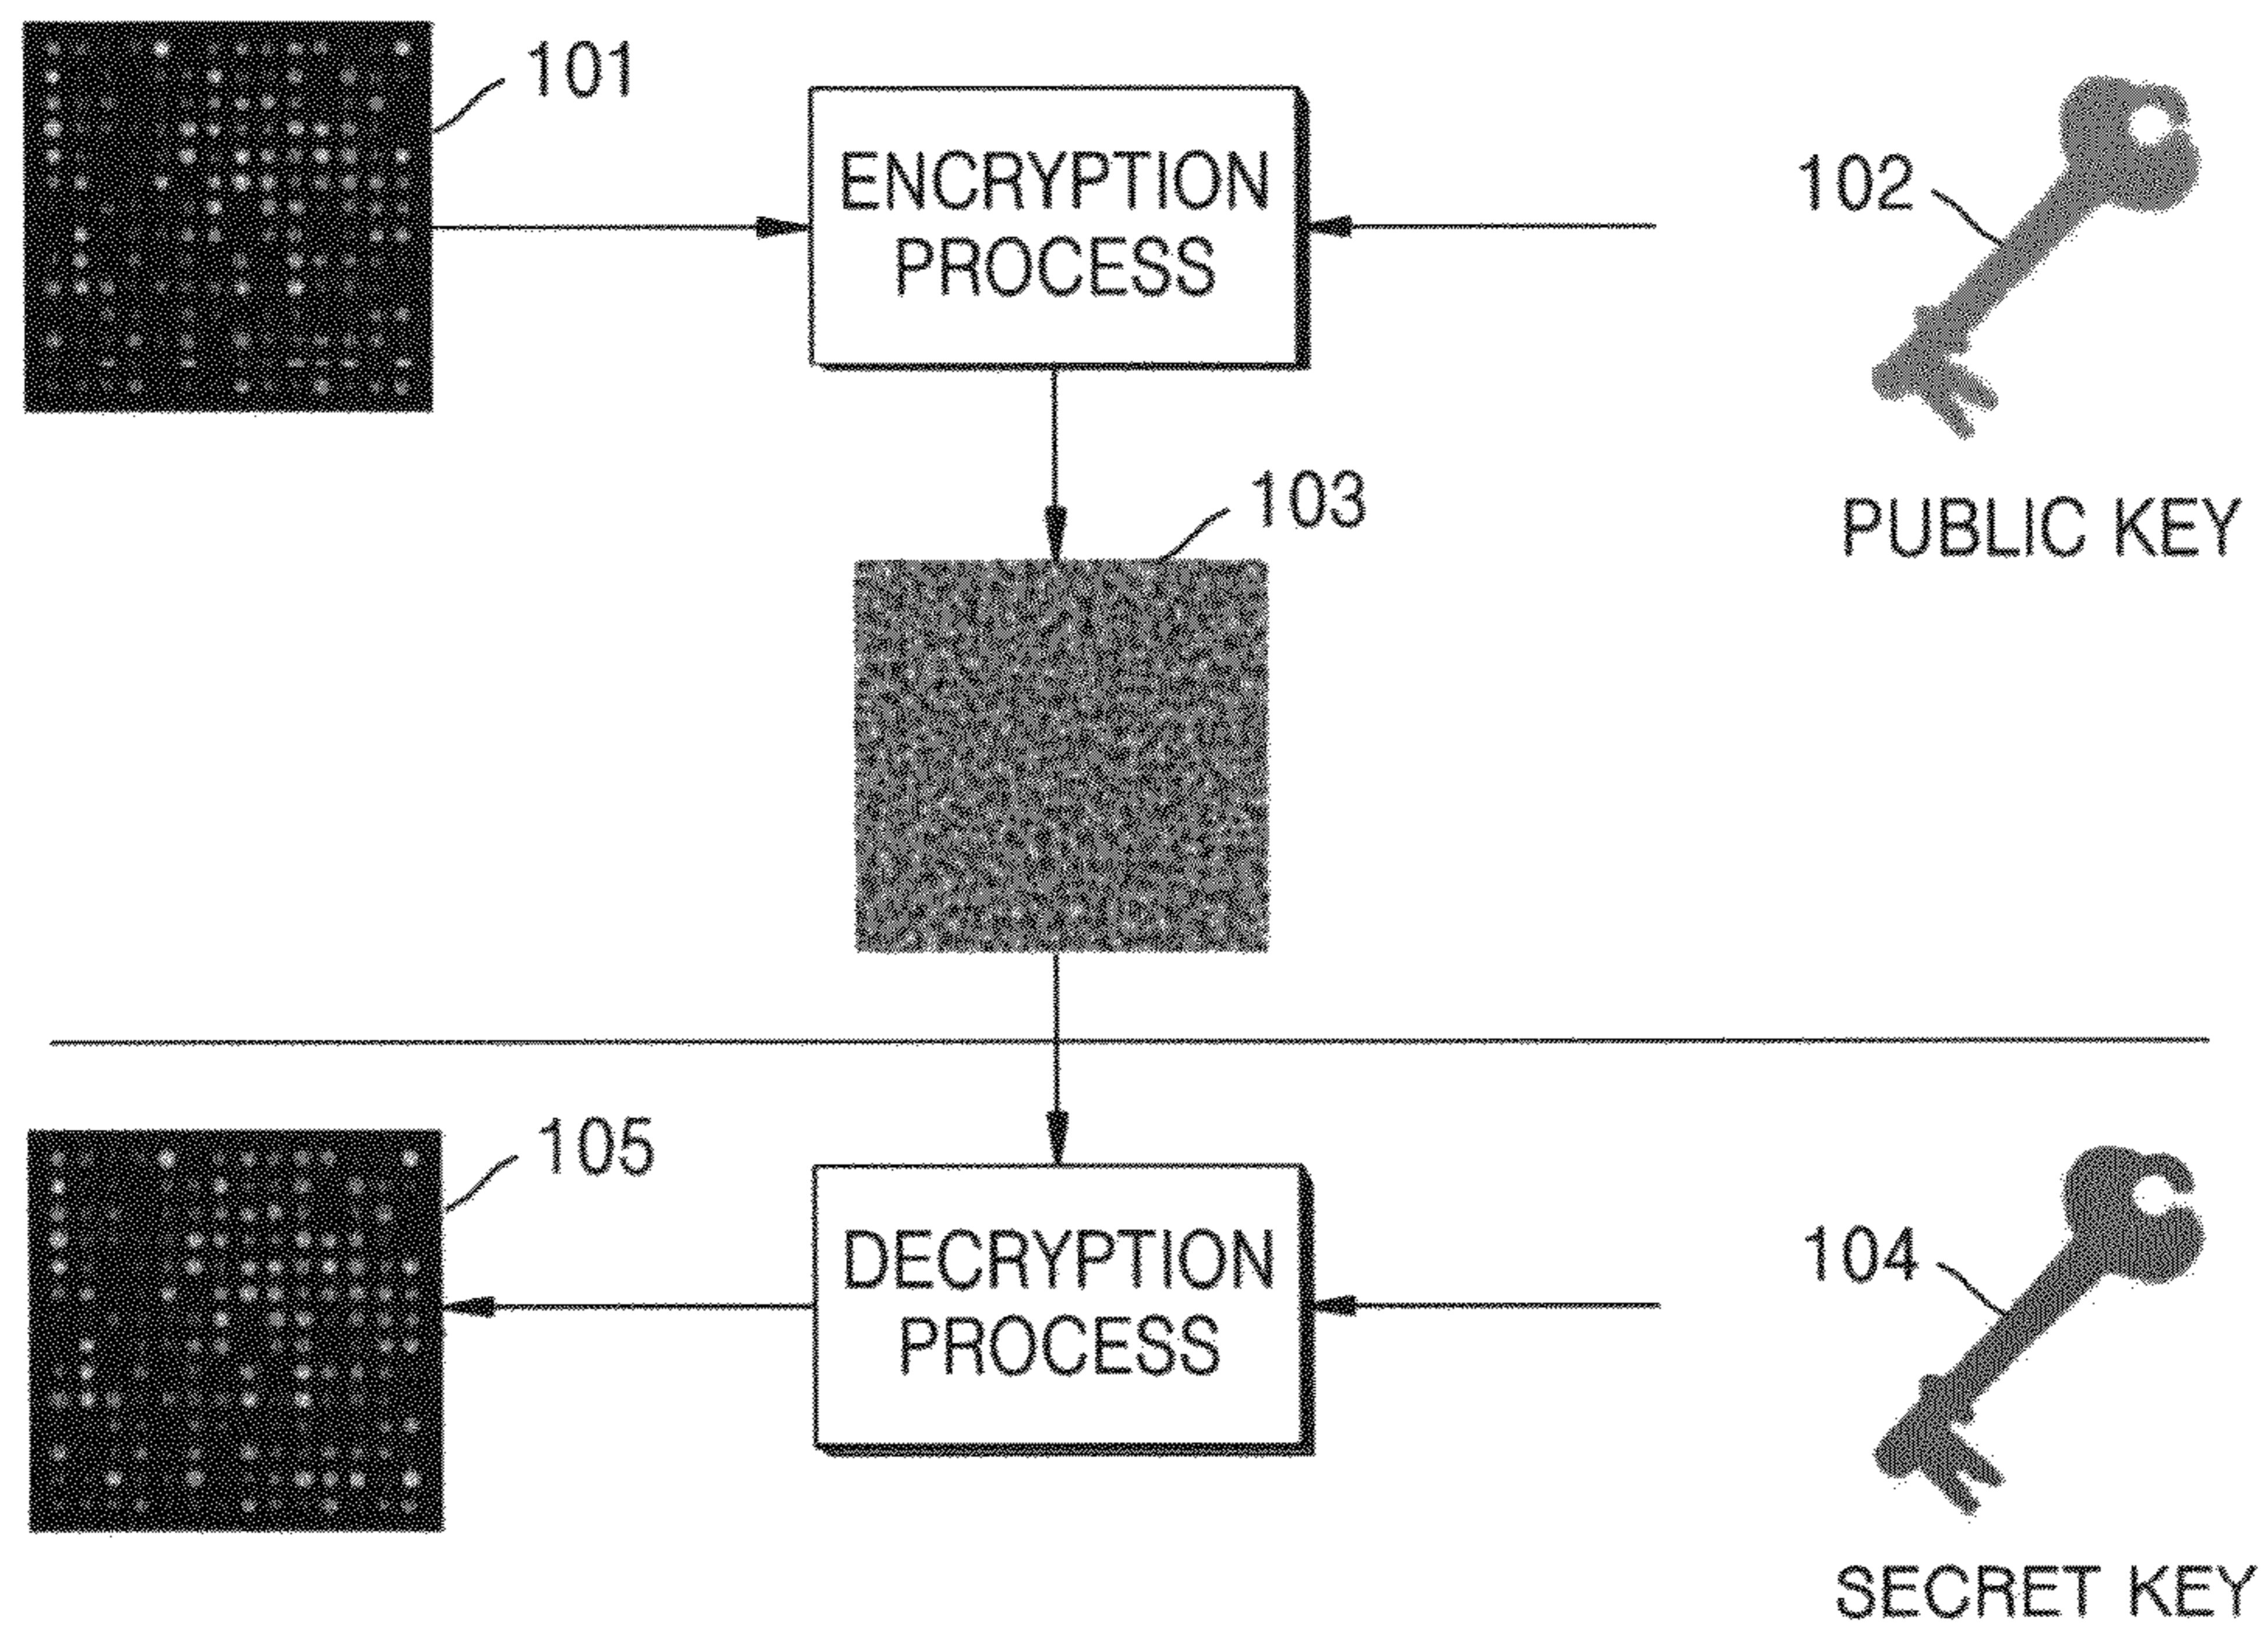 101
ENCRYPTION
PROCESS
102
PUBLIC KEY
103
105
DECRYPTION
PROCESS
104
SECRET KEY